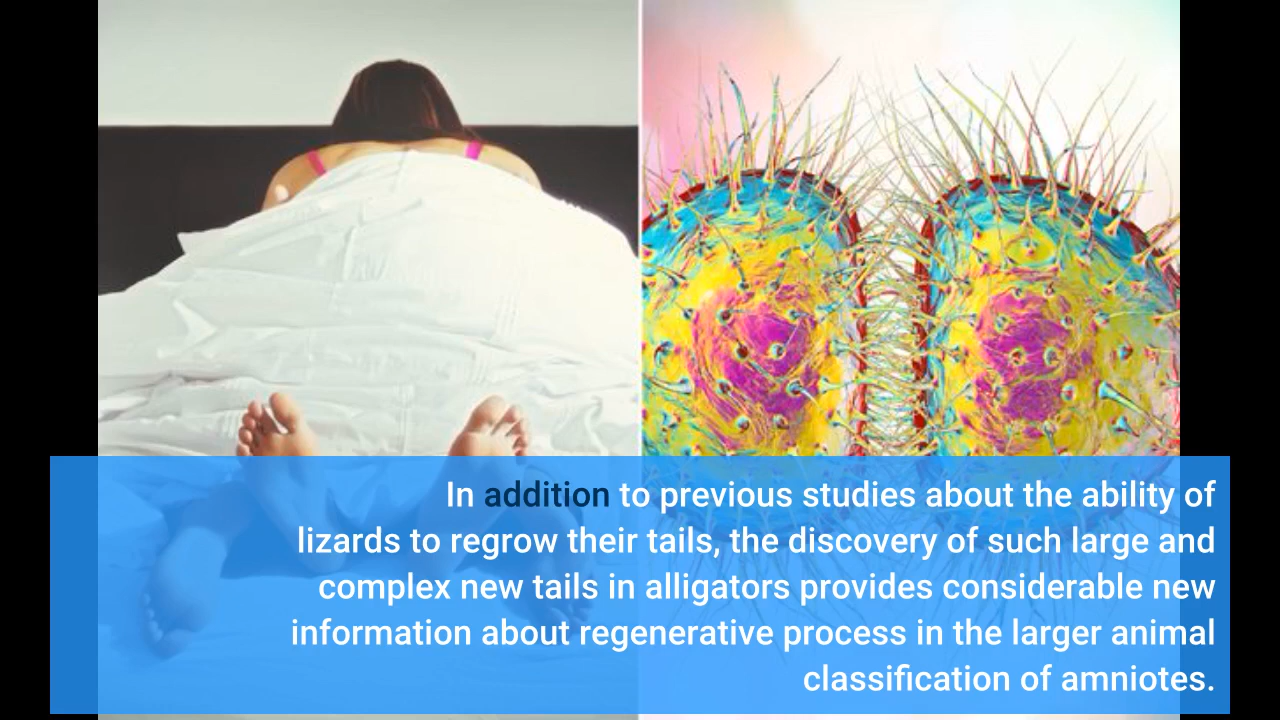 In addition to previous studies about the ability of
lizards to regrow their tails, the discovery of such large and
complex new tails in alligators provides considerable new
information about regenerative process in the larger animal
classification of amniotes.